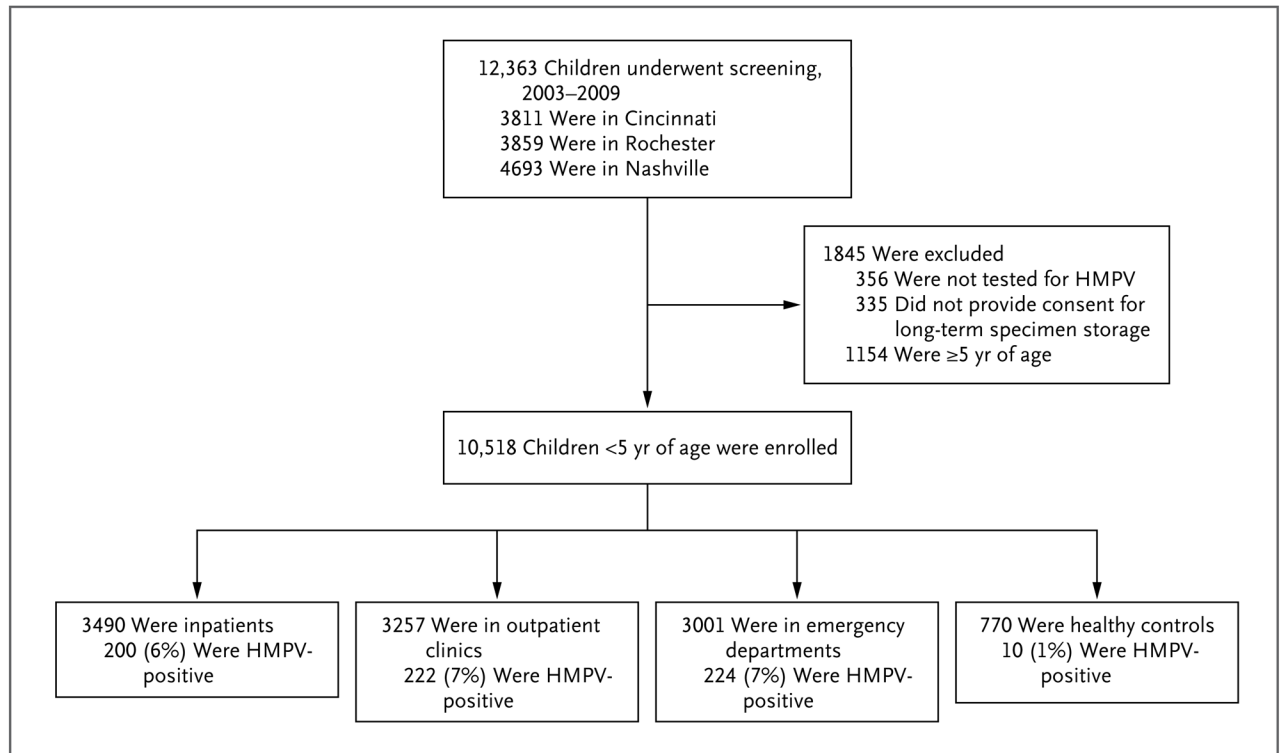 12,363 Children underwent screening,
2003–2009
3811 Were in Cincinnati
3859 Were in Rochester
4693 Were in Nashville
1845 Were excluded
356 Were not tested for HMPV
335 Did not provide consent for
long-term specimen storage
1154 Were ≥5 yr of age
10,518 Children <5 yr of age were enrolled
3490 Were inpatients
200 (6%) Were HMPV-
positive
3257 Were in outpatient
clinics
222 (7%) Were HMPV-
positive
3001 Were in emergency
departments
224 (7%) Were HMPV-
positive
770 Were healthy controls
10 (1%) Were HMPV-
positive